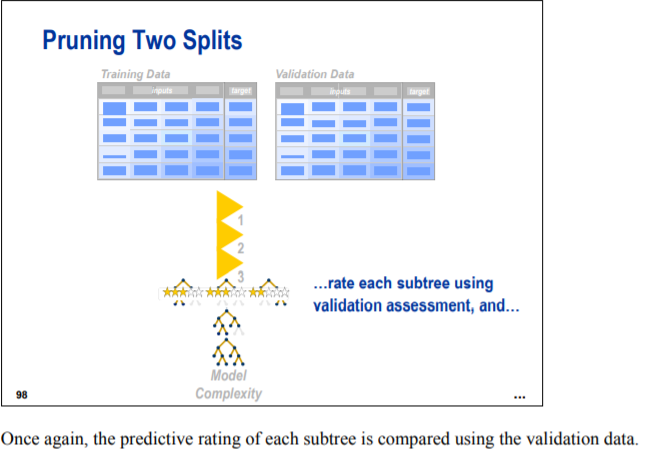 Pruning Two Splits
Training Data
Validation Data
inputs
target
inputs
target
1
2
3
…rate each subtree using
validation assessment, and…
Model
Complexity
98
...
Once again, the predictive rating of each subtree is compared using the validation data.